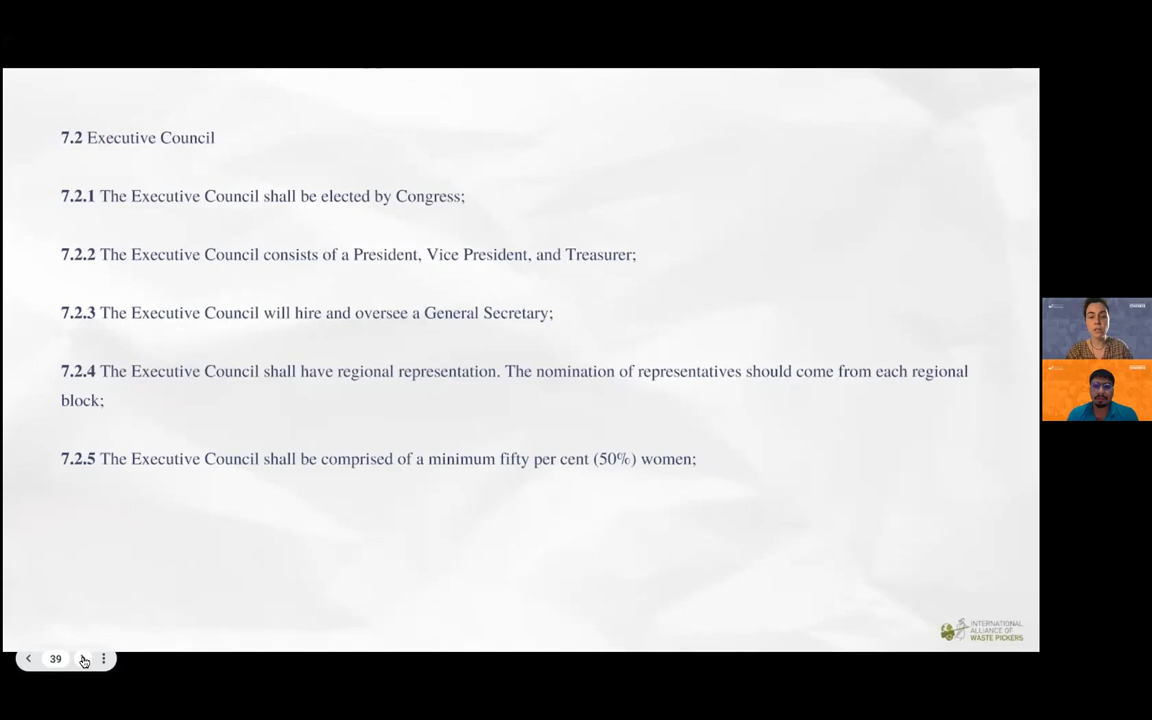 7.2 Executive Council
7.2.1 The Executive Council shall be elected by Congress;
7.2.2 The Executive Council consists of a President, Vice President, and Treasurer;
7.2.3 The Executive Council will hire and oversee a General Secretary;
7.2.4 The Executive Council shall have regional representation. The nomination of representatives should come from each regional
block;
7.2.5 The Executive Council shall be comprised of a minimum fifty per cent (50%) women;
INTERNATIONAL
ALLIANCE OF
WASTE PICKERS
39